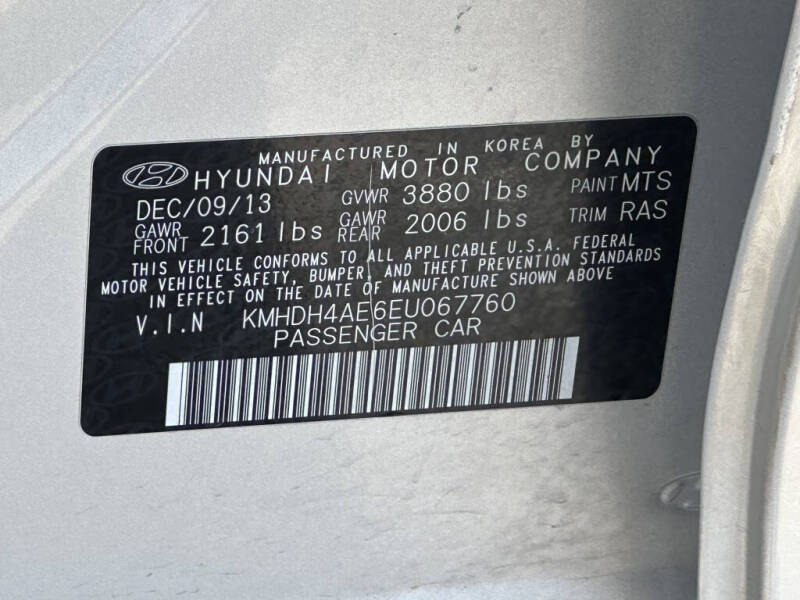 MANUFACTURED IN KOREA BY
HYUNDAI MOTOR COMPANY
DEC/09/13 GVWR 3880 lbs PAINT MTS
GAWR FRONT 2161 lbs GAWR REAR 2006 lbs TRIM RAS
THIS VEHICLE CONFORMS TO ALL APPLICABLE U.S.A. FEDERAL
MOTOR VEHICLE SAFETY, BUMPER, AND THEFT PREVENTION STANDARDS
IN EFFECT ON THE DATE OF MANUFACTURE SHOWN ABOVE
V.I.N KMHDH4AE6EU067760
PASSENGER CAR